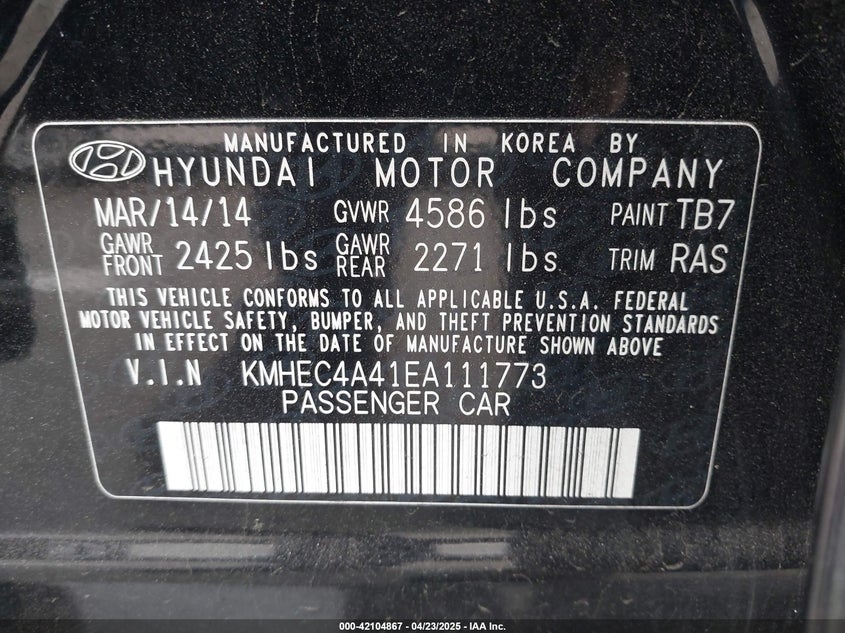 MANUFACTURED IN KOREA BY
HYUNDAI MOTOR COMPANY
MAR/14/14 GVWR 4586 lbs PAINT TB7
GAWR FRONT 2425 lbs GAWR REAR 2271 lbs TRIM RAS
THIS VEHICLE CONFORMS TO ALL APPLICABLE U.S.A. FEDERAL
MOTOR VEHICLE SAFETY, BUMPER, AND THEFT PREVENTION STANDARDS
IN EFFECT ON THE DATE OF MANUFACTURE SHOWN ABOVE
V.I.N KMHEC4A41EA111773
PASSENGER CAR
000-42104867 - 04/23/2025 - IAA Inc.